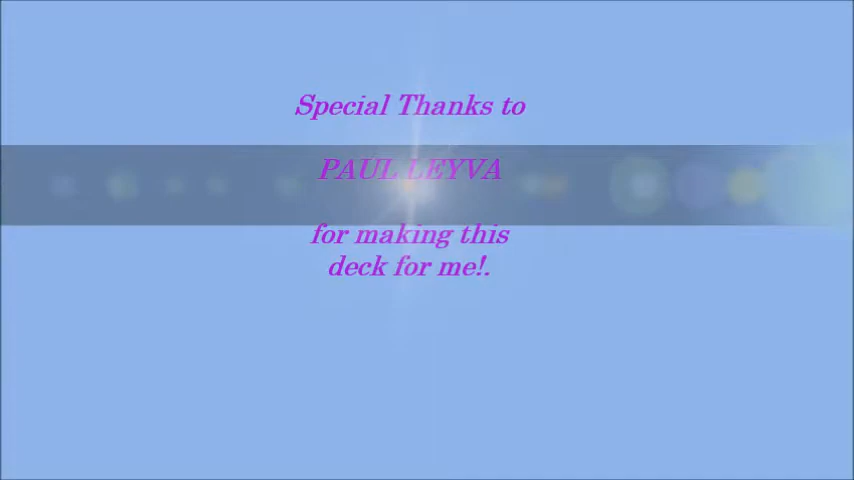 Special Thanks to
PAUL LEYVA
for making this
deck for me!.